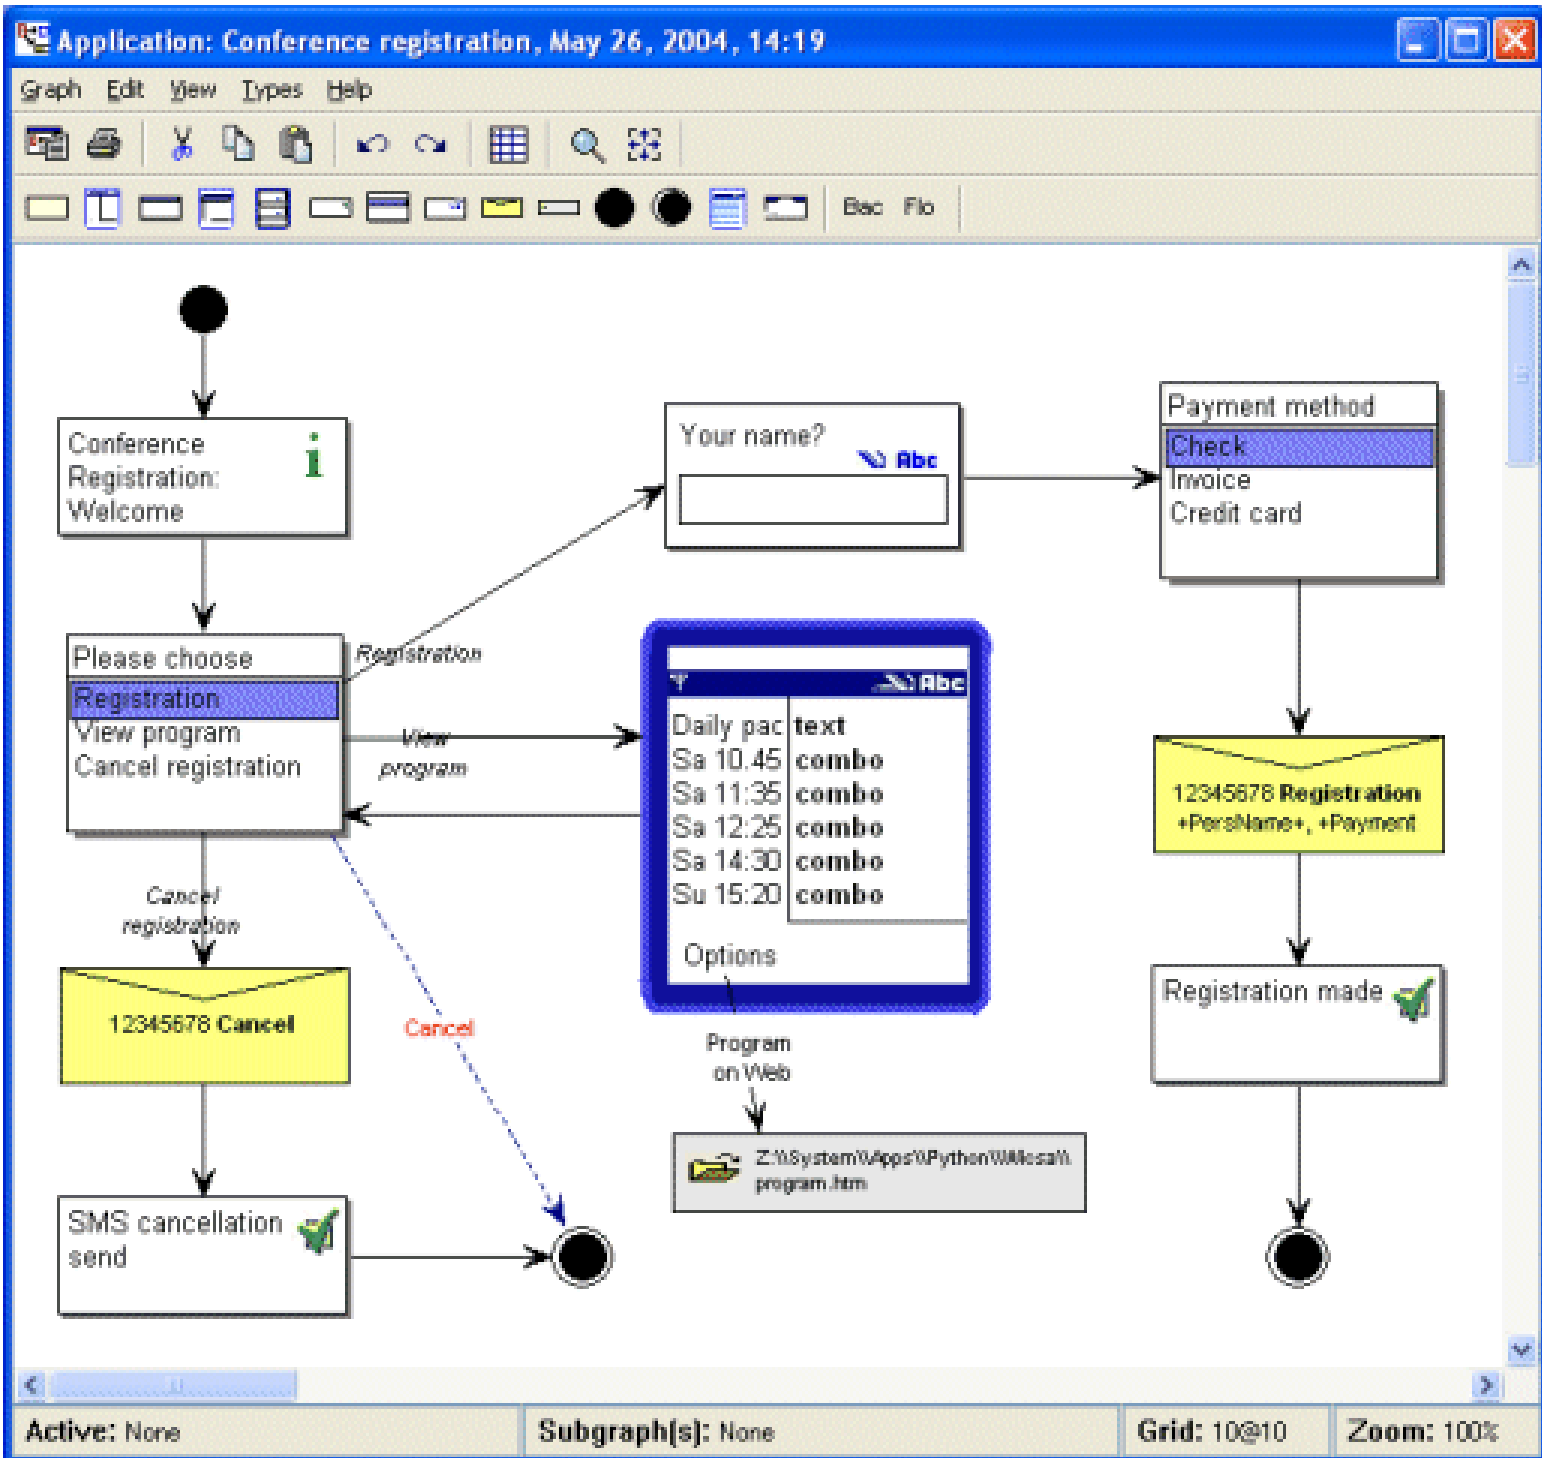 Application: Conference registration, May 26, 2004, 14:19
Graph Edit View Types Help
Bac Flo
Conference
Registration:
Welcome
i
Your name?
Abc
Payment method
Check
Invoice
Credit card
Please choose
Registration
View program
Cancel registration
Registration
View
program
Abc
Daily pac text
Sa 10.45 combo
Sa 11:35 combo
Sa 12:25 combo
Sa 14:30 combo
Su 15:20 combo
Options
12345678 Registration
+PersName+, +Payment
Cancel
registration
12345678 Cancel
Cancel
Program
on Web
Registration made
program.htm
SMS cancellation
send
Active: None
Subgraph(s): None
Grid: 10@10
Zoom: 100%